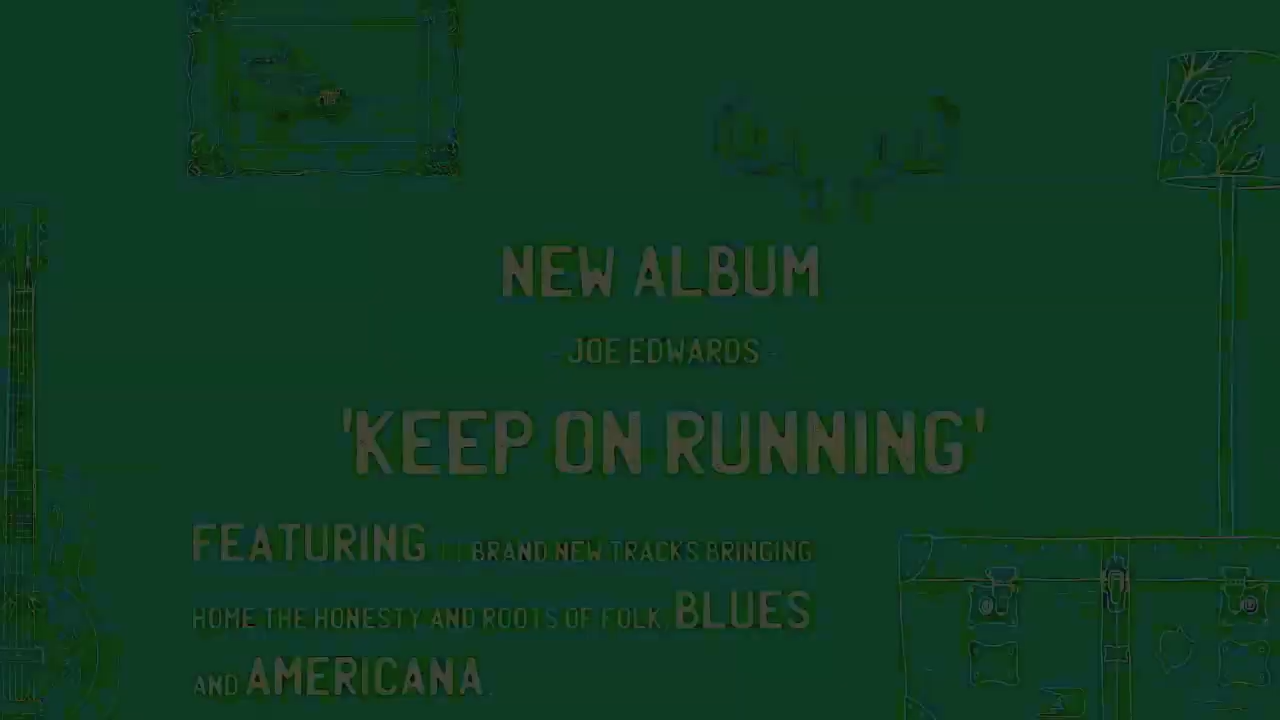 NEW ALBUM
- JOE EDWARDS -
'KEEP ON RUNNING'
FEATURING BRAND NEW TRACKS BRINGING
HOME THE HONESTY AND ROOTS OF FOLK, BLUES
AND AMERICANA.